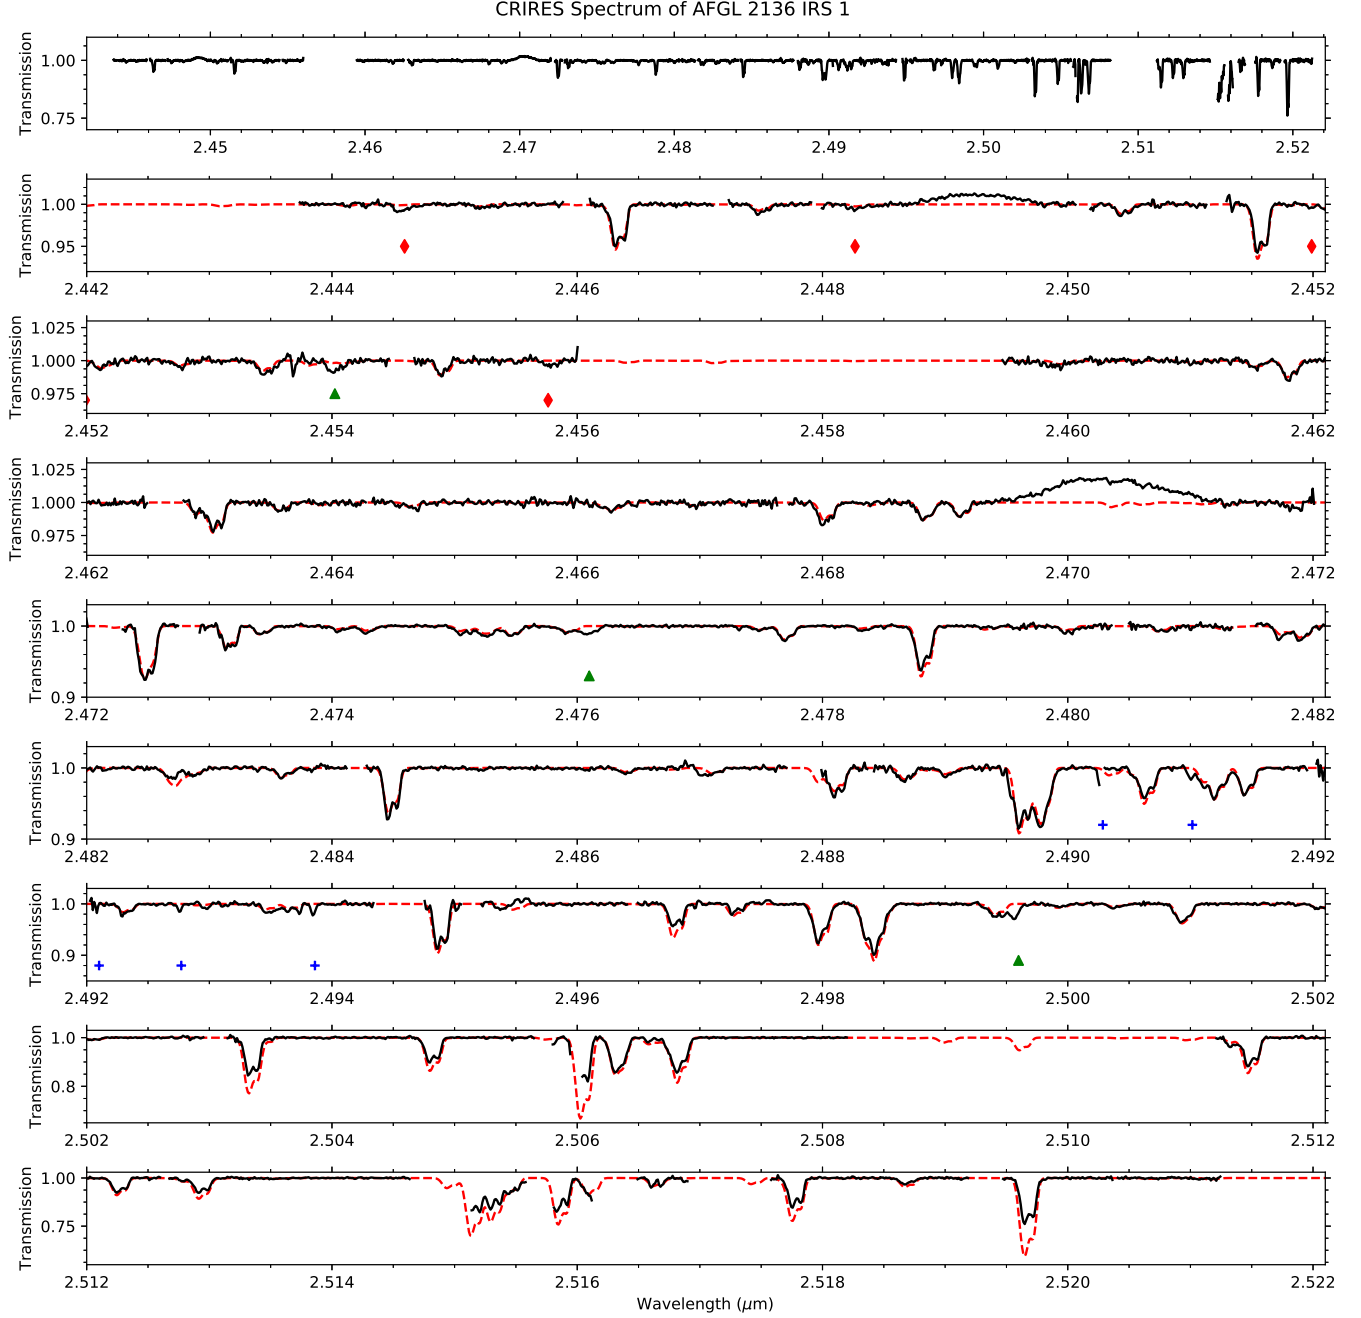 CRIRES Spectrum of AFGL 2136 IRS 1
Transmission
1.00
0.75
2.45 2.46 2.47 2.48 2.49 2.50 2.51 2.52
Transmission
1.00
0.95
2.442 2.444 2.446 2.448 2.450 2.452
Transmission
1.025
1.000
0.975
2.452 2.454 2.456 2.458 2.460 2.462
Transmission
1.025
1.000
0.975
2.462 2.464 2.466 2.468 2.470 2.472
Transmission
1.0
0.9
2.472 2.474 2.476 2.478 2.480 2.482
Transmission
1.0
0.9
2.482 2.484 2.486 2.488 2.490 2.492
Transmission
1.0
0.9
2.492 2.494 2.496 2.498 2.500 2.502
Transmission
1.0
0.8
2.502 2.504 2.506 2.508 2.510 2.512
Transmission
1.00
0.75
2.512 2.514 2.516 2.518 2.520 2.522
Wavelength (μm)